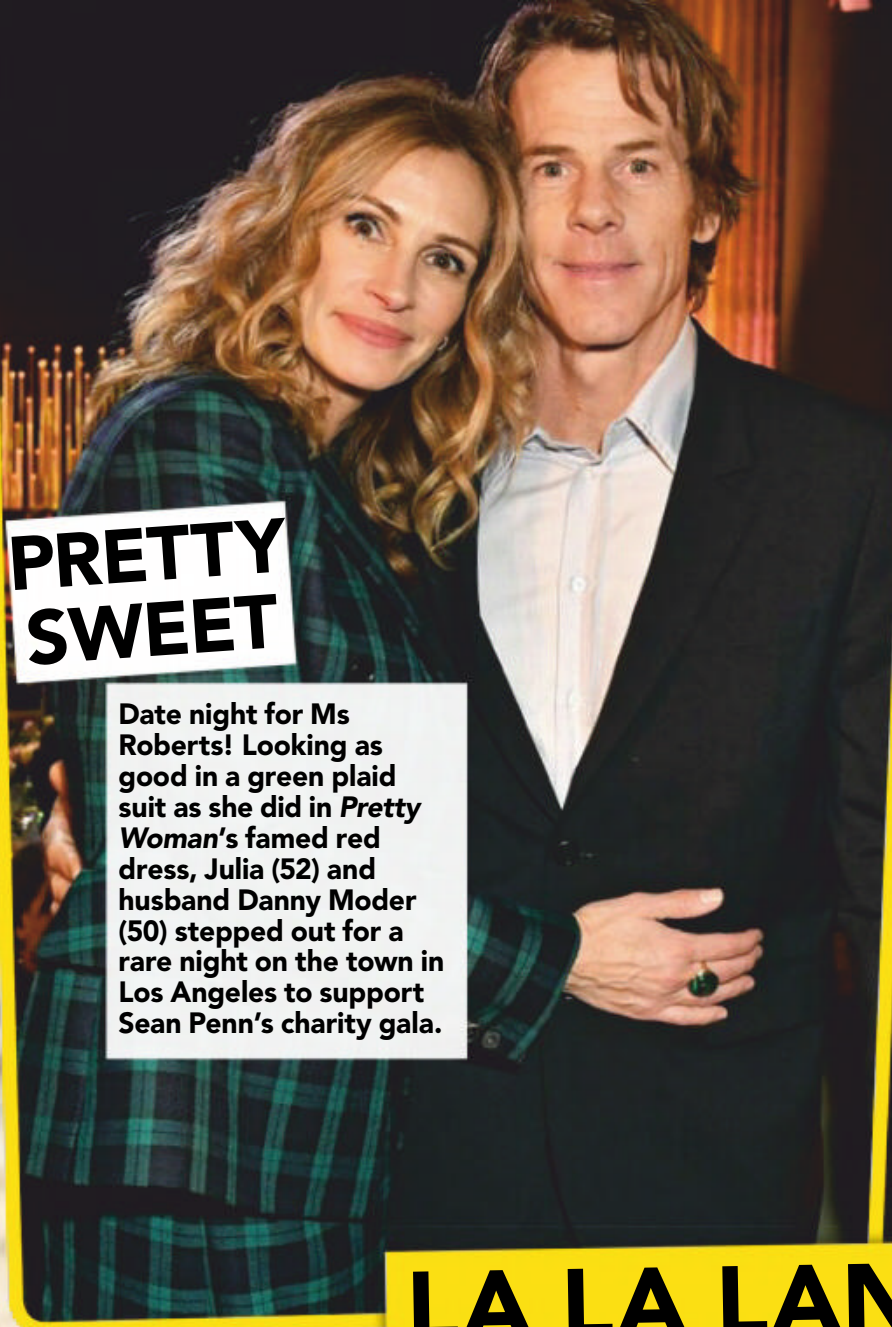 PRETTY
SWEET
Date night for Ms
Roberts! Looking as
good in a green plaid
suit as she did in Pretty
Woman's famed red
dress, Julia (52) and
husband Danny Moder
(50) stepped out for a
rare night on the town in
Los Angeles to support
Sean Penn's charity gala.
LA LA LAN